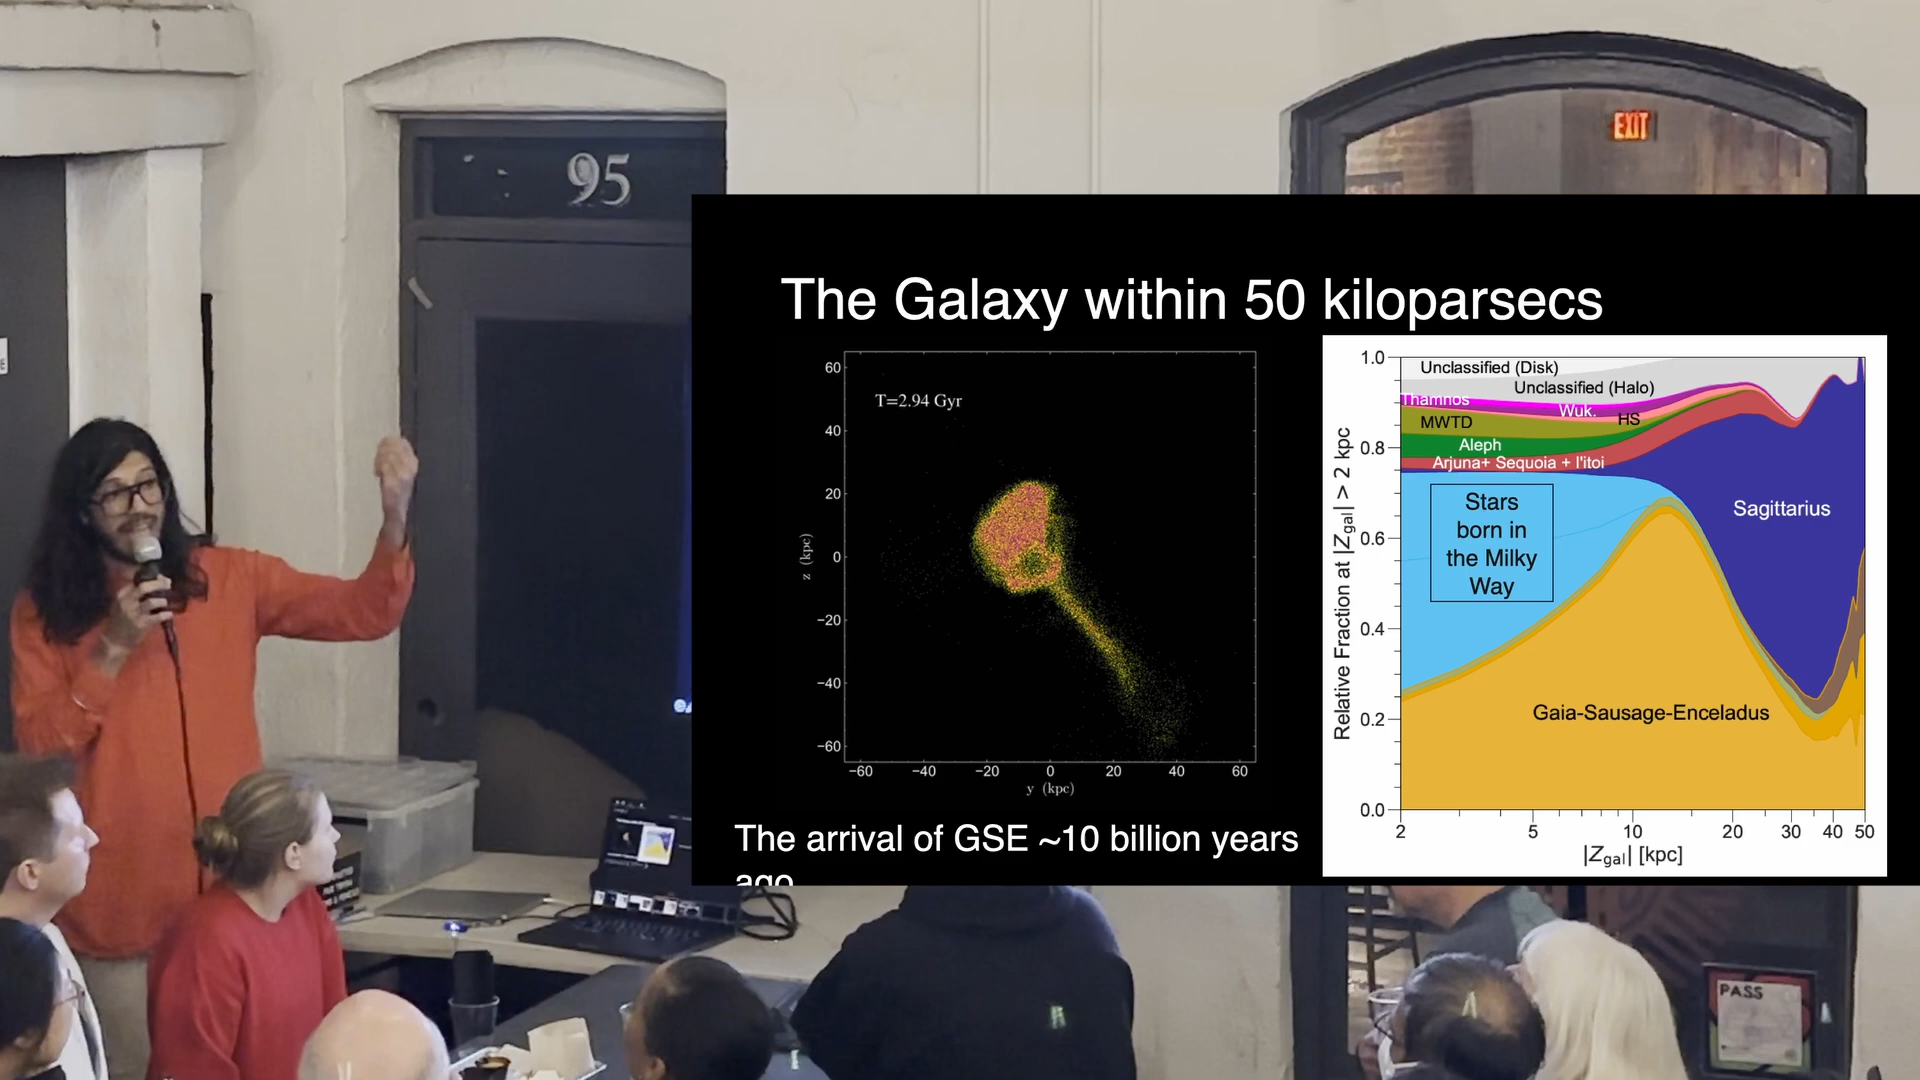 95
EXIT
The Galaxy within 50 kiloparsecs
T=2.94 Gyr
60
40
20
0
−20
−40
−60
z (kpc)
−60 −40 −20 0 20 40 60
y (kpc)
The arrival of GSE ~10 billion years
ago
1.0
0.8
0.6
0.4
0.2
0.0
Relative Fraction at |Zgal| > 2 kpc
Unclassified (Disk)
Unclassified (Halo)
Thamnos
Wuk.
HS
MWTD
Aleph
Arjuna+ Sequoia + I'itoi
Stars
born in
the Milky
Way
Sagittarius
Gaia-Sausage-Enceladus
2 5 10 20 30 40 50
|Zgal| [kpc]
PASS